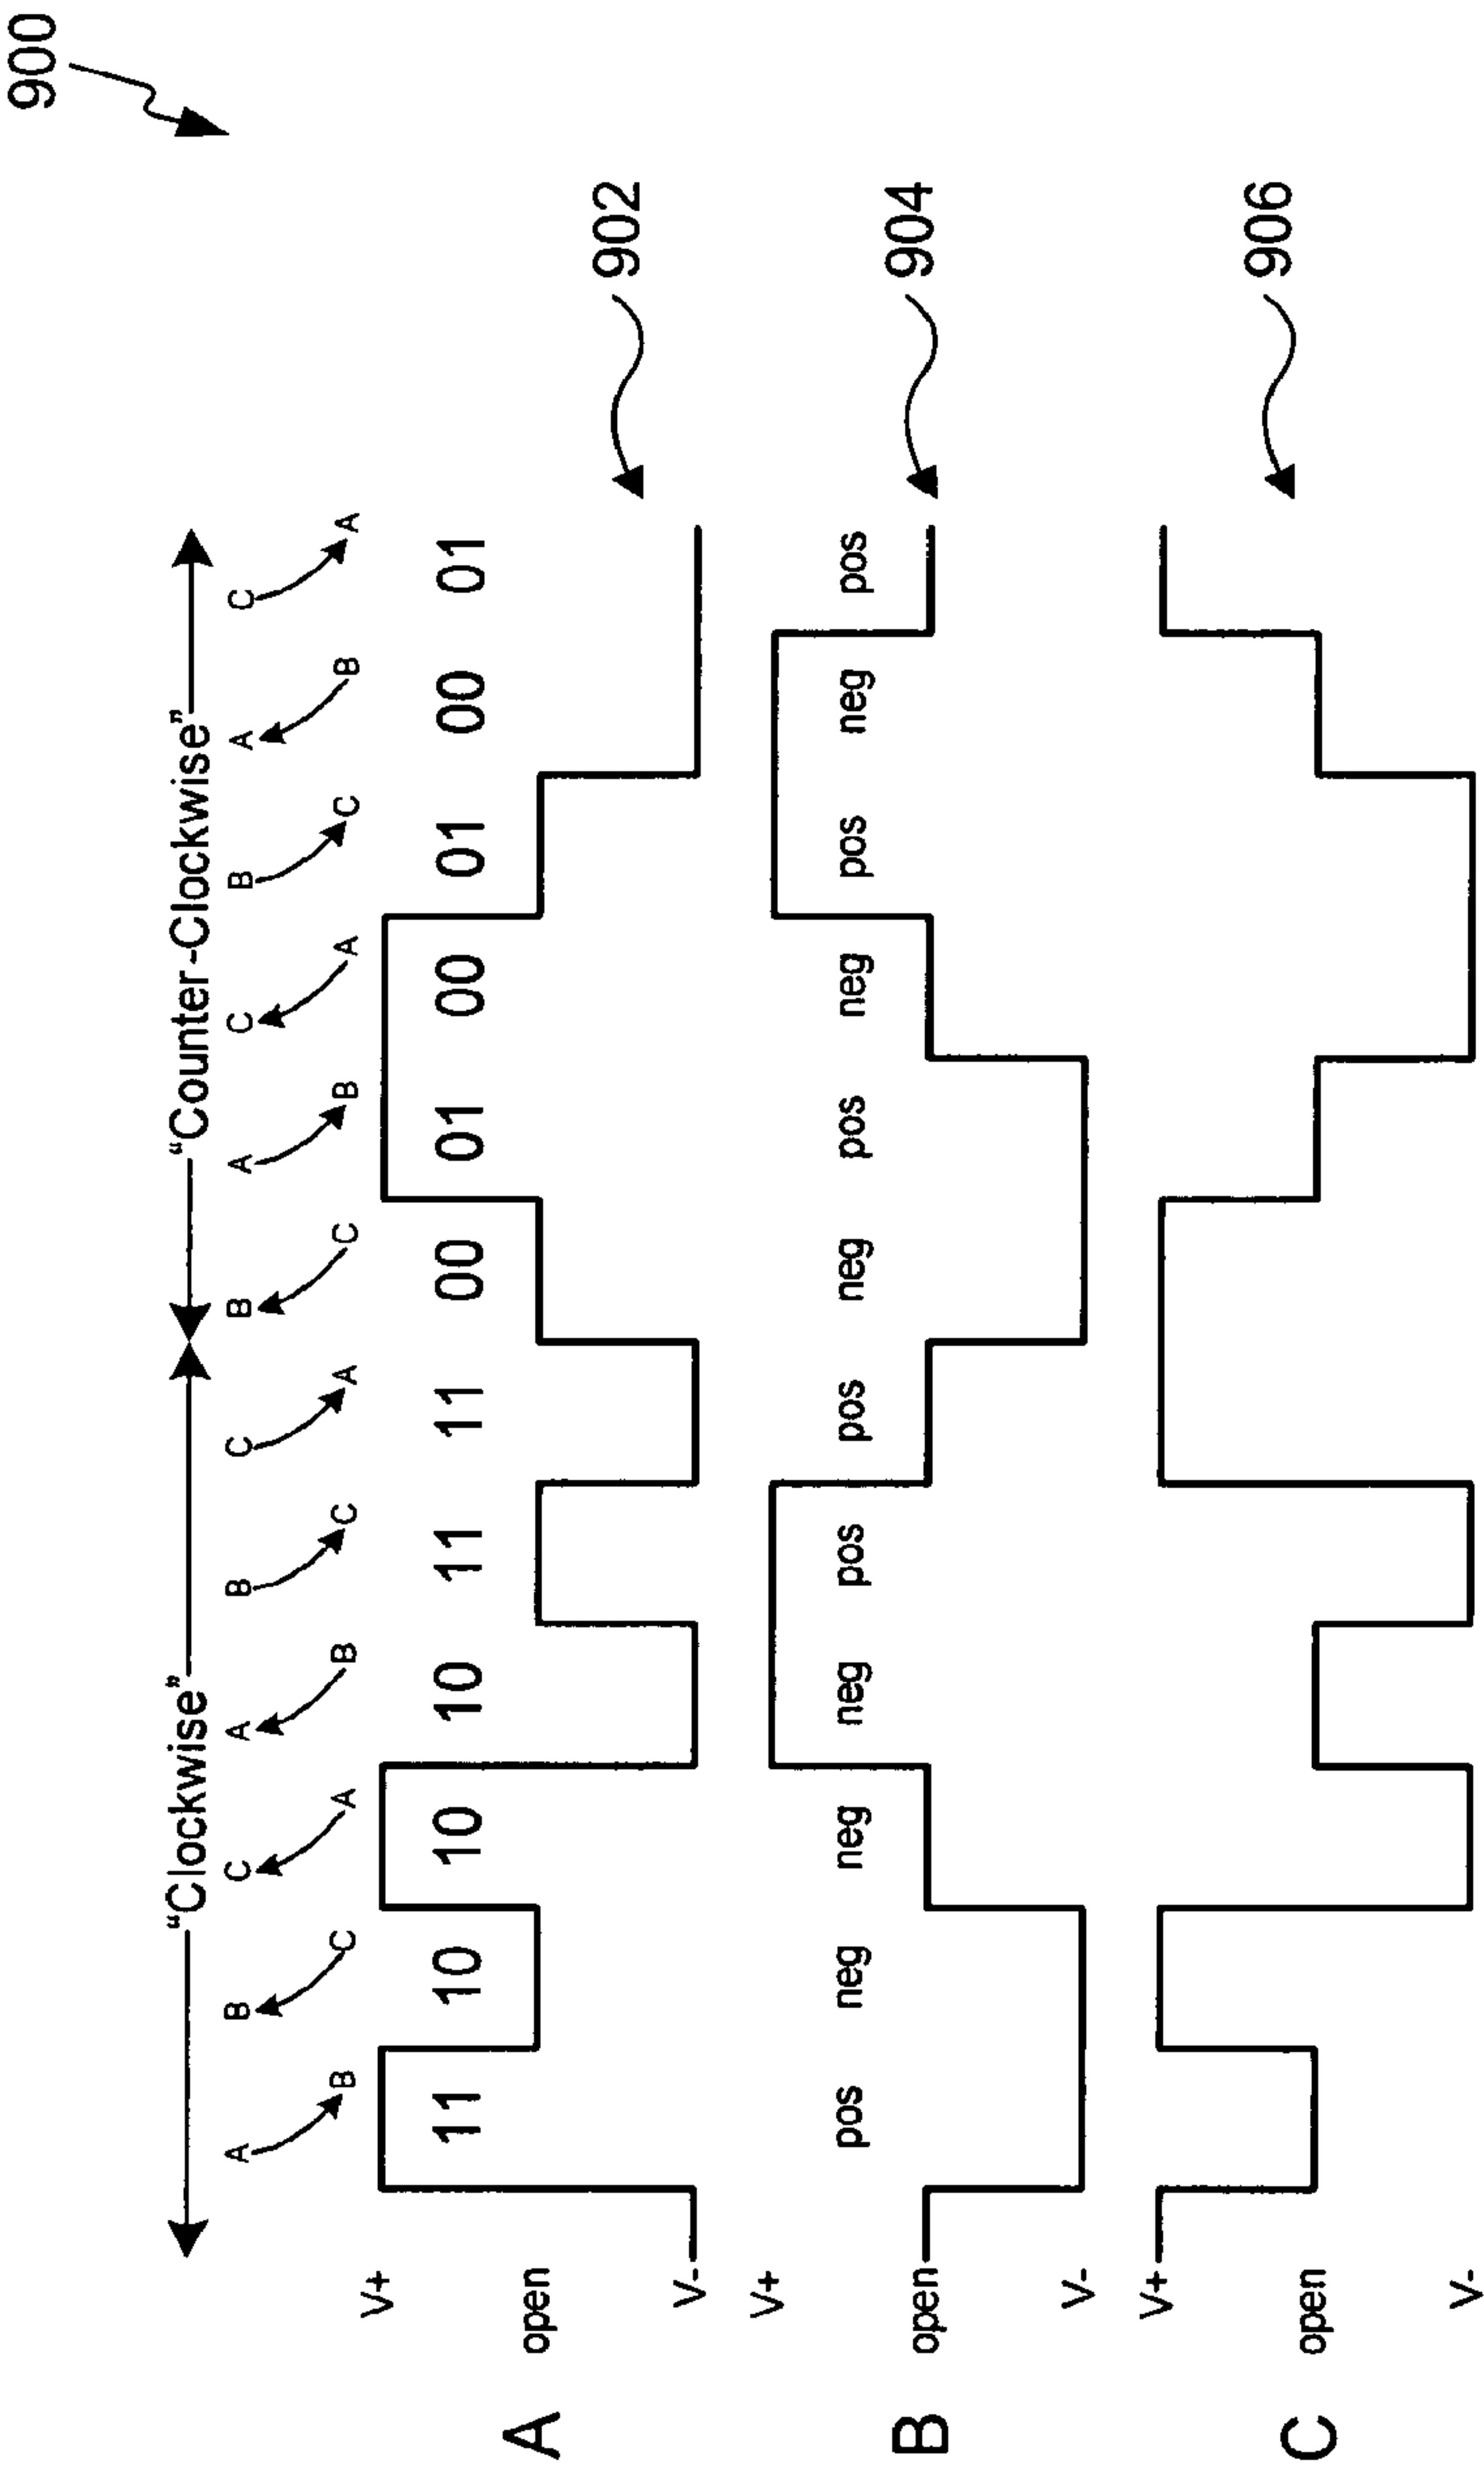 900
“Clockwise” “Counter-Clockwise”
A B C A B C B A C B A C
B C A B C A C B A C B A
V+
11 10 10 10 11 11 00 01 00 01 00 01
A open
902
V-
V+
pos neg neg neg pos pos neg pos neg pos neg pos
B open
904
V-
V+
C open
906
V-